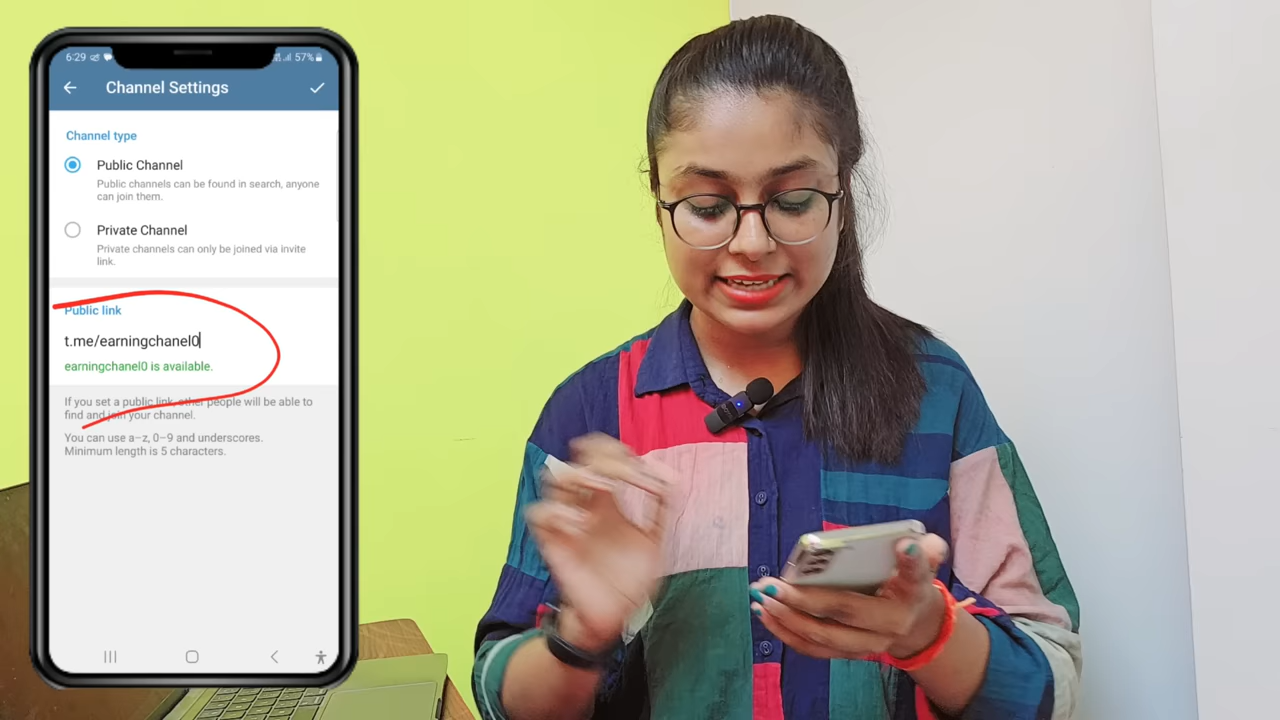 6:29
57%
Channel Settings
Channel type
Public Channel
Public channels can be found in search, anyone
can join them.
Private Channel
Private channels can only be joined via invite
link.
Public link
t.me/earningchanel0
earningchanel0 is available.
If you set a public link, other people will be able to
find and join your channel.
You can use a–z, 0–9 and underscores.
Minimum length is 5 characters.